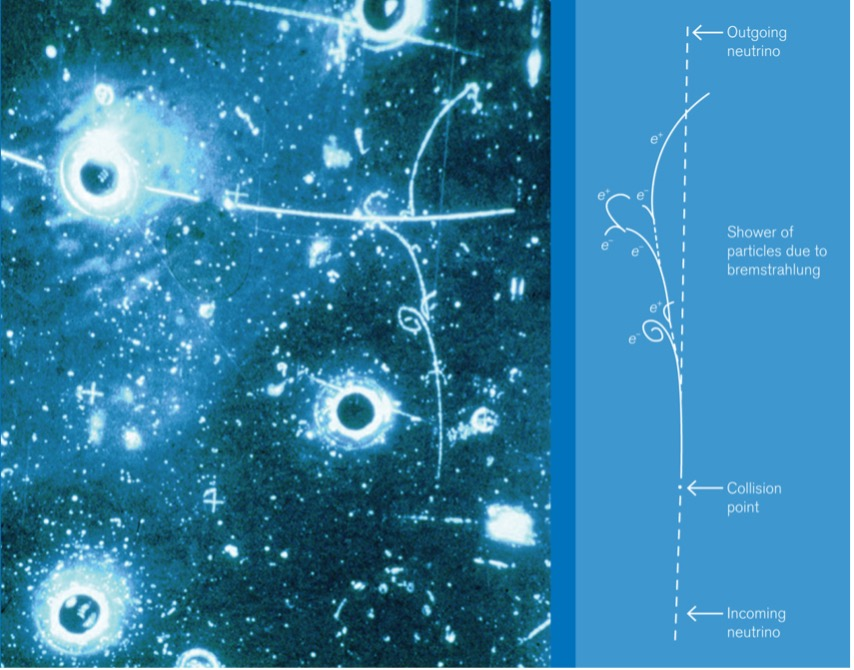 Outgoing
neutrino
e⁺
e⁺
e⁻
e⁻
e⁻
Shower of
particles due to
bremstrahlung
e⁺
e⁻
Collision
point
Incoming
neutrino